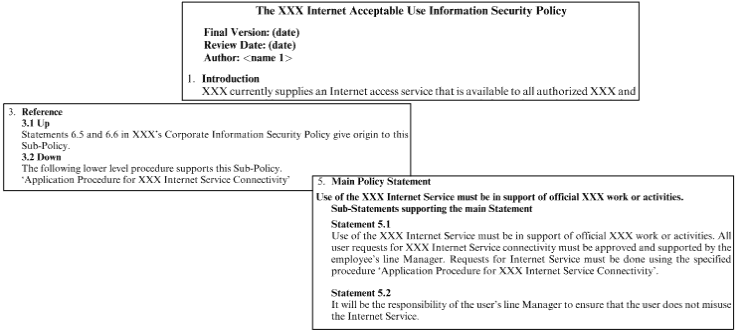 The XXX Internet Acceptable Use Information Security Policy
Final Version: (date)
Review Date: (date)
Author: <name 1>
1. Introduction
XXX currently supplies an Internet access service that is available to all authorized XXX and
3. Reference
3.1 Up
Statements 6.5 and 6.6 in XXX's Corporate Information Security Policy give origin to this
Sub-Policy.
3.2 Down
The following lower level procedure supports this Sub-Policy.
'Application Procedure for XXX Internet Service Connectivity'
5. Main Policy Statement
Use of the XXX Internet Service must be in support of official XXX work or activities.
Sub-Statements supporting the main Statement
Statement 5.1
Use of the XXX Internet Service must be in support of official XXX work or activities. All
user requests for XXX Internet Service connectivity must be approved and supported by the
employee's line Manager. Requests for Internet Service must be done using the specified
procedure 'Application Procedure for XXX Internet Service Connectivity'.
Statement 5.2
It will be the responsibility of the user's line Manager to ensure that the user does not misuse
the Internet Service.